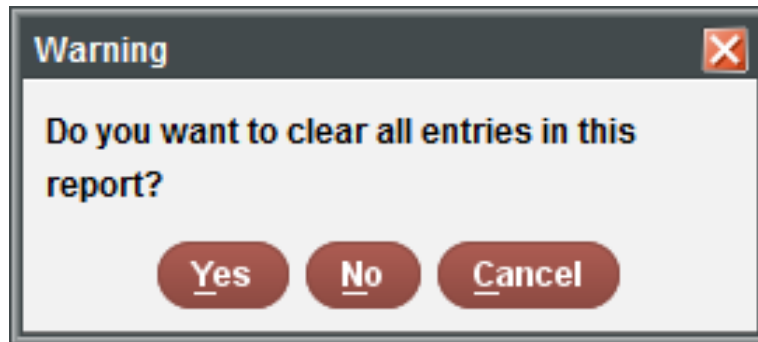 Warning
Do you want to clear all entries in this
report?
Yes No Cancel